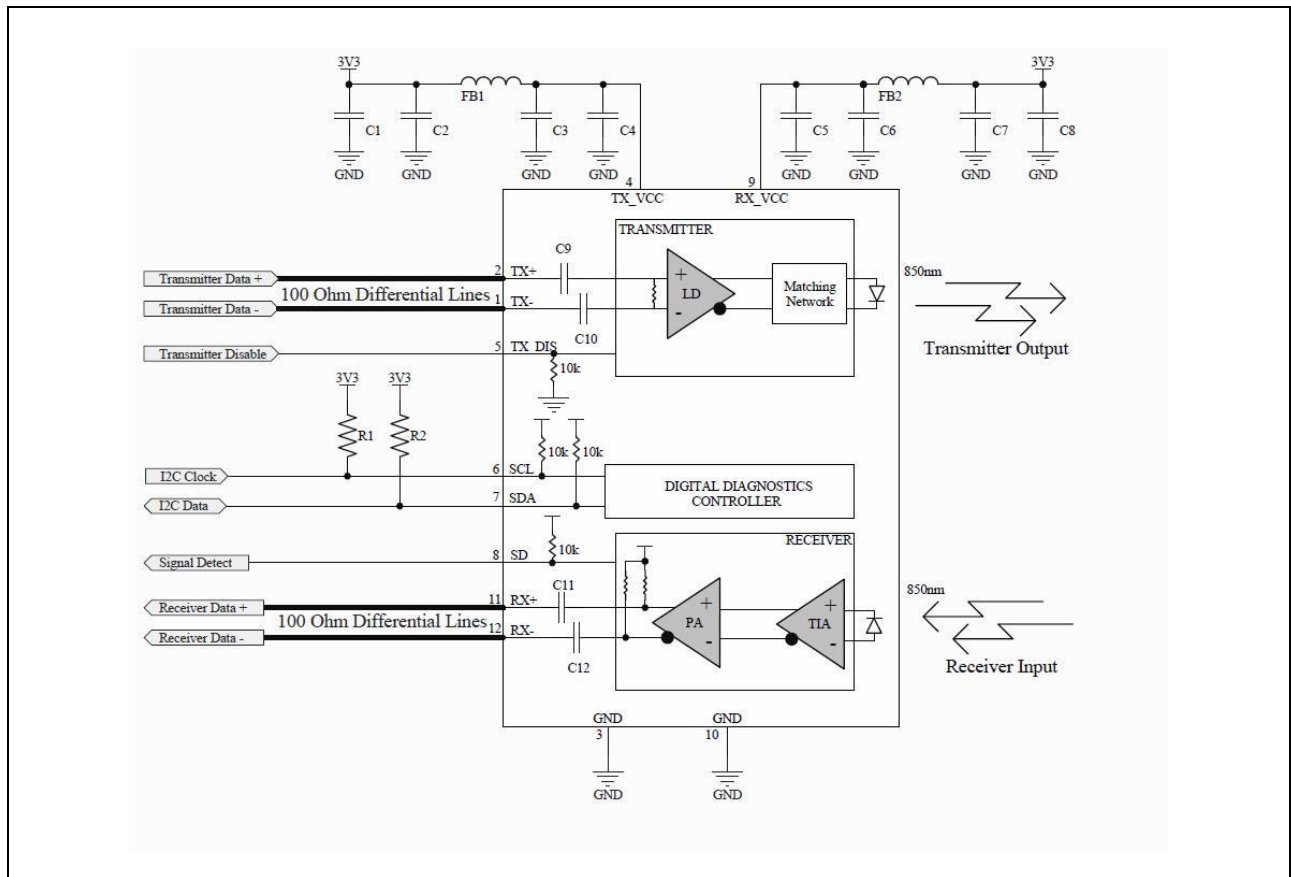 3V3
3V3
FB1
FB2
C1
C2
C3
C4
C5
C6
C7
C8
GND
GND
GND
GND
GND
GND
GND
GND
4
9
TX_VCC
RX_VCC
TRANSMITTER
C9
Transmitter Data +
2
TX+
100 Ohm Differential Lines
+
LD
-
Matching
Network
850nm
Transmitter Data -
1
TX-
C10
Transmitter Output
Transmitter Disable
5
TX_DIS
10k
3V3
3V3
R1
R2
10k
10k
I2C Clock
6
SCL
DIGITAL DIAGNOSTICS
CONTROLLER
I2C Data
7
SDA
RECEIVER
Signal Detect
8
SD
10k
C11
850nm
Receiver Data +
11
RX+
100 Ohm Differential Lines
+
PA
-
+
TIA
-
Receiver Data -
12
RX-
C12
Receiver Input
GND
GND
3
10
GND
GND